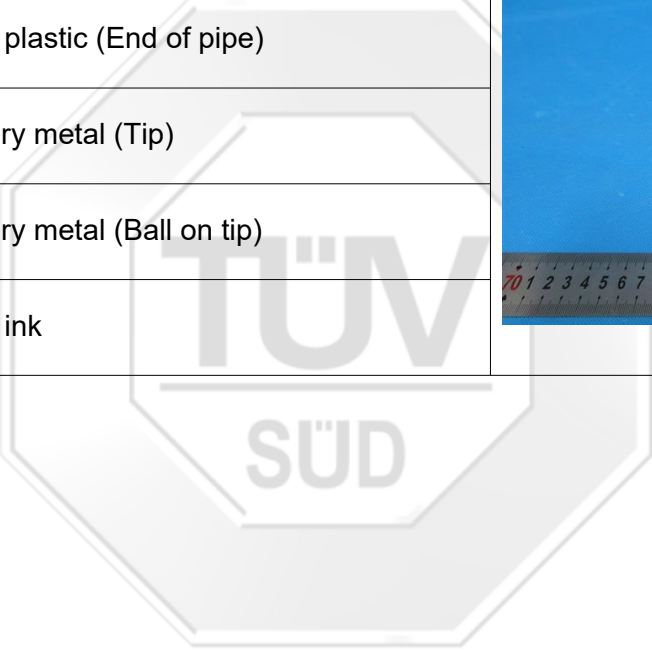 plastic (End of pipe)
ry metal (Tip)
ry metal (Ball on tip)
ink
70 1 2 3 4 5 6 7
TÜV
SÜD